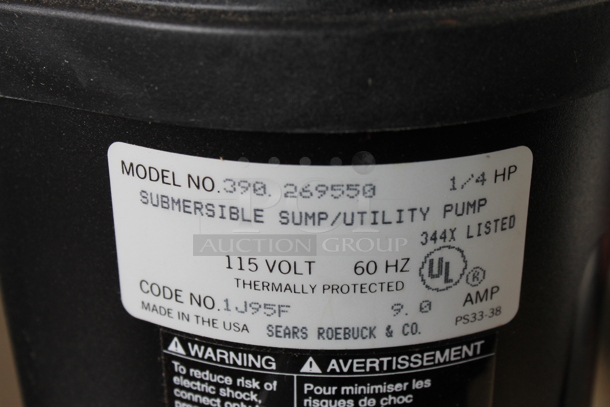 MODEL NO. 390.269550 1/4 HP
SUBMERSIBLE SUMP/UTILITY PUMP
344X LISTED
AUCTION GROUP
115 VOLT 60 HZ
UL ®
THERMALLY PROTECTED
CODE NO. 1J95F 9.0 AMP
MADE IN THE USA SEARS ROEBUCK & CO. PS33-38
WARNING
To reduce risk of
electric shock,
connect only
AVERTISSEMENT
Pour minimiser les
risques de choc